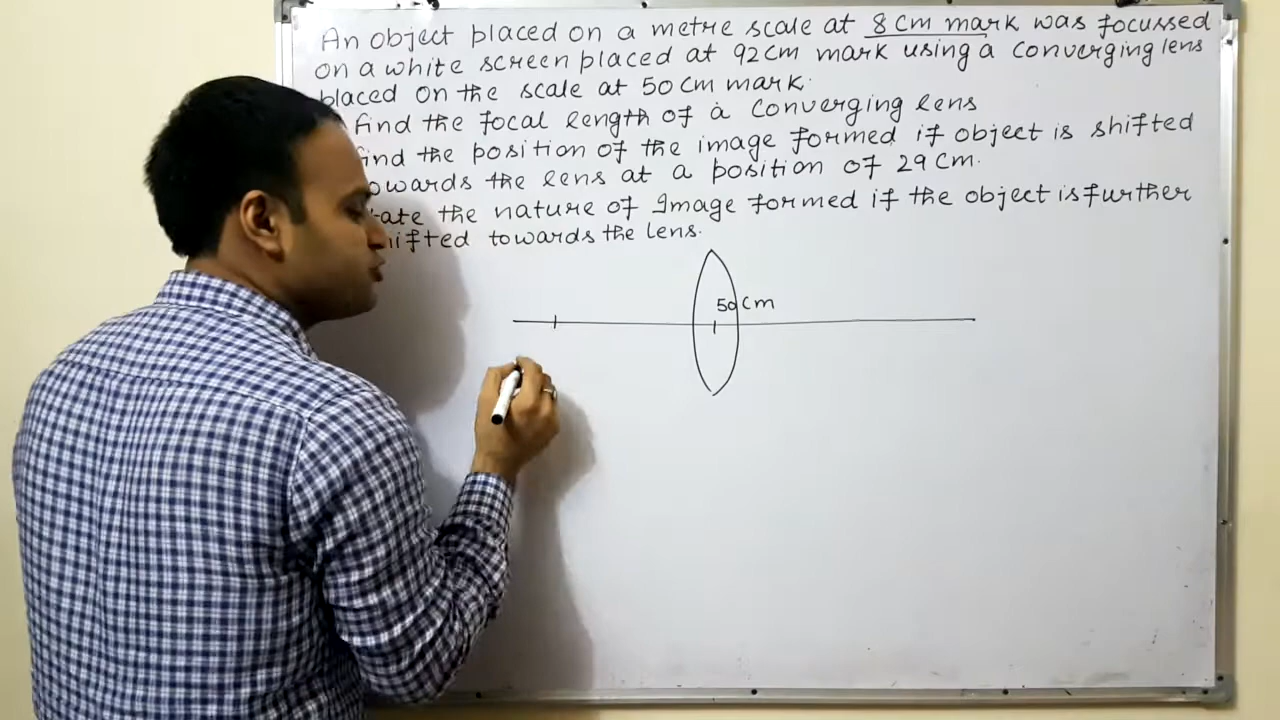 An object placed on a metre scale at 8 cm mark was focussed
on a white screen placed at 92 cm mark using a converging lens
placed on the scale at 50 cm mark.
find the focal length of a converging lens
find the position of the image formed if object is shifted
towards the lens at a position of 29 cm.
state the nature of Image formed if the object is further
shifted towards the lens.
50 cm